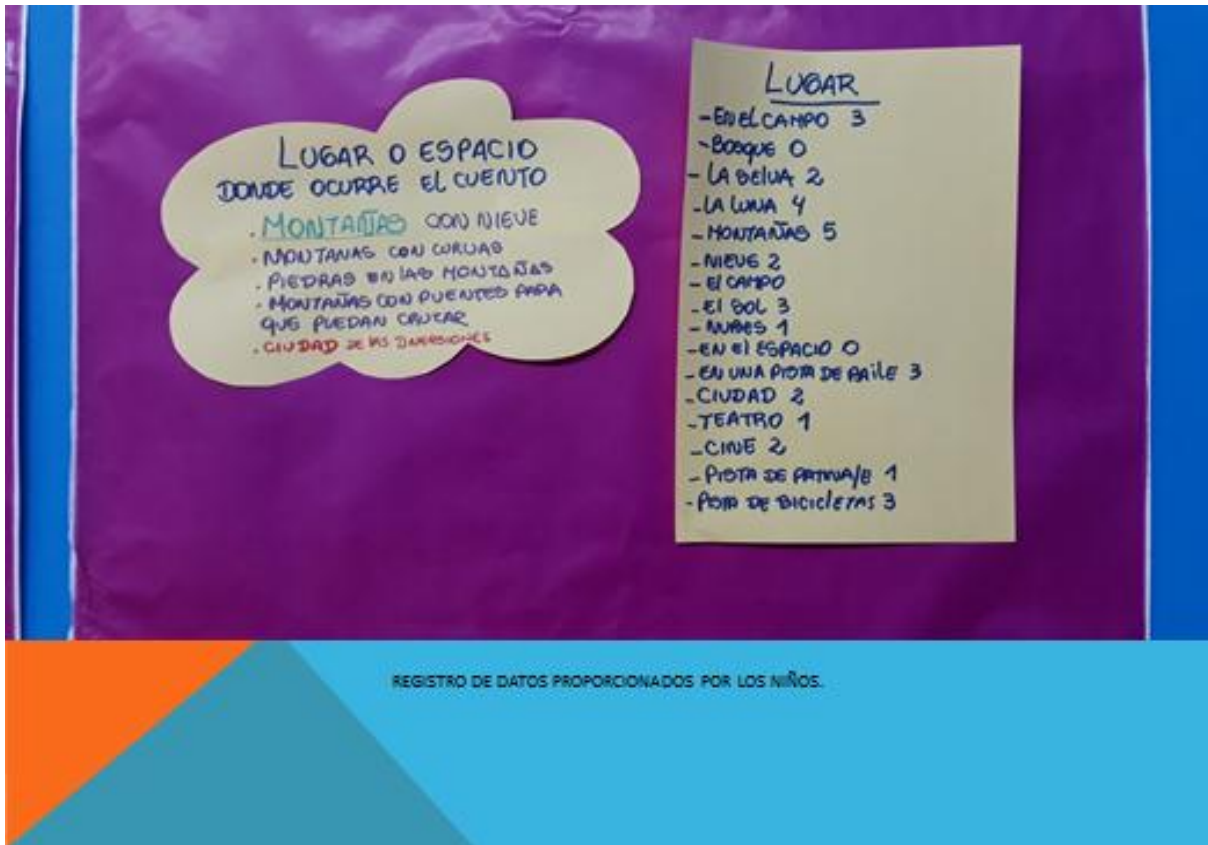 LUGAR O ESPACIO
DONDE OCURRE EL CUENTO
. MONTAÑAS CON NIEVE
. MONTANAS CON CURVAS
. PIEDRAS EN LAS MONTAÑAS
. MONTAÑAS CON PUENTES PARA
QUE PUEDAN CRUZAR
. CIUDAD DE LAS DIVERSIONES
LUGAR
- EN EL CAMPO 3
- BOSQUE 0
- LA SELVA 2
- LA LUNA 4
- MONTAÑAS 5
- NIEVE 2
- El CAMPO
- El SOL 3
- NUBES 1
- EN El ESPACIO 0
- EN UNA PISTA DE BAiLE 3
- CIUDAD 2
- TEATRO 1
- CINE 2
- PISTA DE PATINAJE 1
- PISTA DE BICICLETAS 3
REGISTRO DE DATOS PROPORCIONADOS POR LOS NIÑOS.